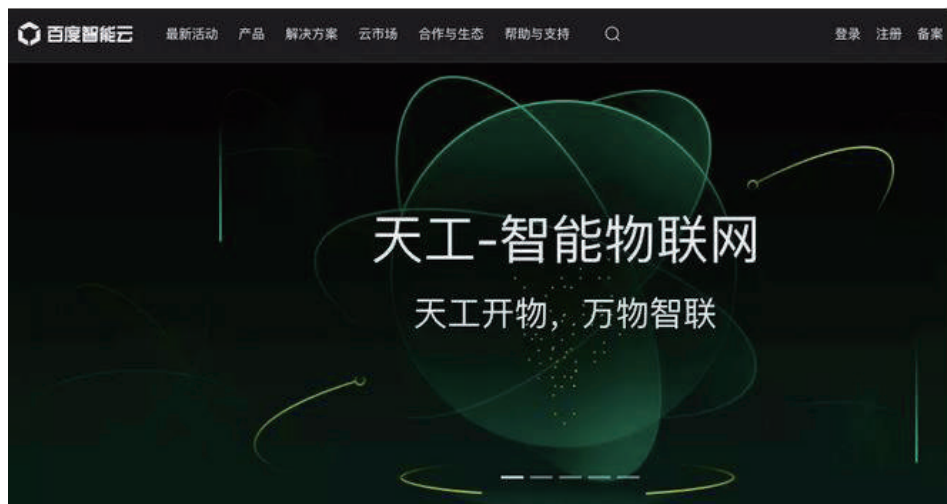 百度智能云 最新活动 产品 解决方案 云市场 合作与生态 帮助与支持 登录 注册 备案
天工-智能物联网
天工开物，万物智联